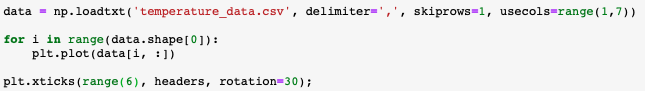 data = np.loadtxt('temperature_data.csv', delimiter=',', skiprows=1, usecols=range(1,7))
for i in range(data.shape[0]):
    plt.plot(data[i, :])
plt.xticks(range(6), headers, rotation=30);